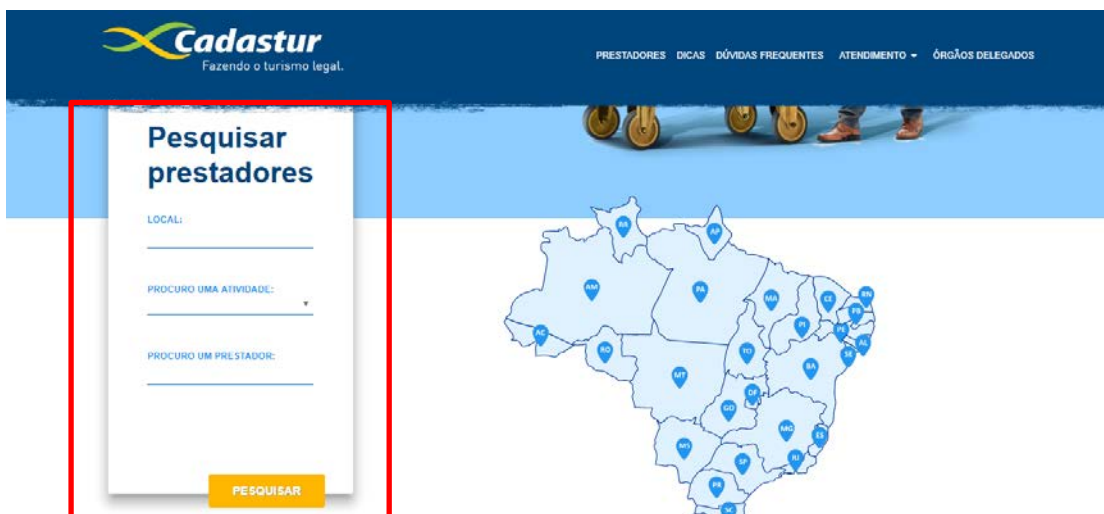 Cadastur
Fazendo o turismo legal.
PRESTADORES DICAS DÚVIDAS FREQUENTES ATENDIMENTO ÓRGÃOS DELEGADOS
Pesquisar
prestadores
LOCAL:
PROCURO UMA ATIVIDADE:
PROCURO UM PRESTADOR:
PESQUISAR
RR
AP
AM
PA
MA
CE
RN
PB
PI
PE
AL
AC
RO
TO
SE
BA
MT
DF
GO
MG
ES
MS
SP
RJ
PR
SC